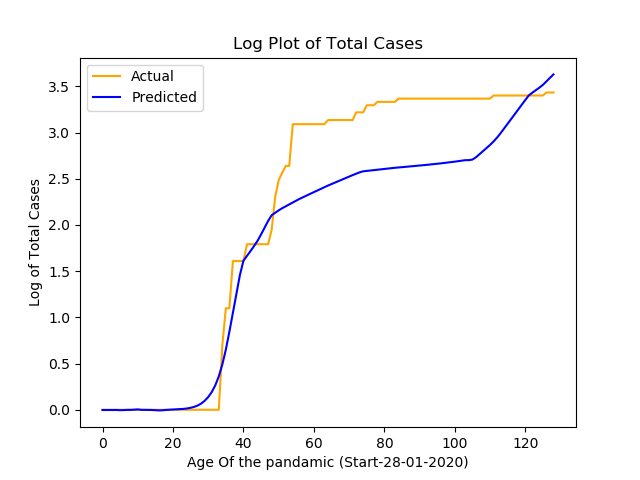 Log Plot of Total Cases
Actual
Predicted
3.5
3.0
2.5
2.0
1.5
1.0
0.5
0.0
Log of Total Cases
0 20 40 60 80 100 120
Age Of the pandamic (Start-28-01-2020)